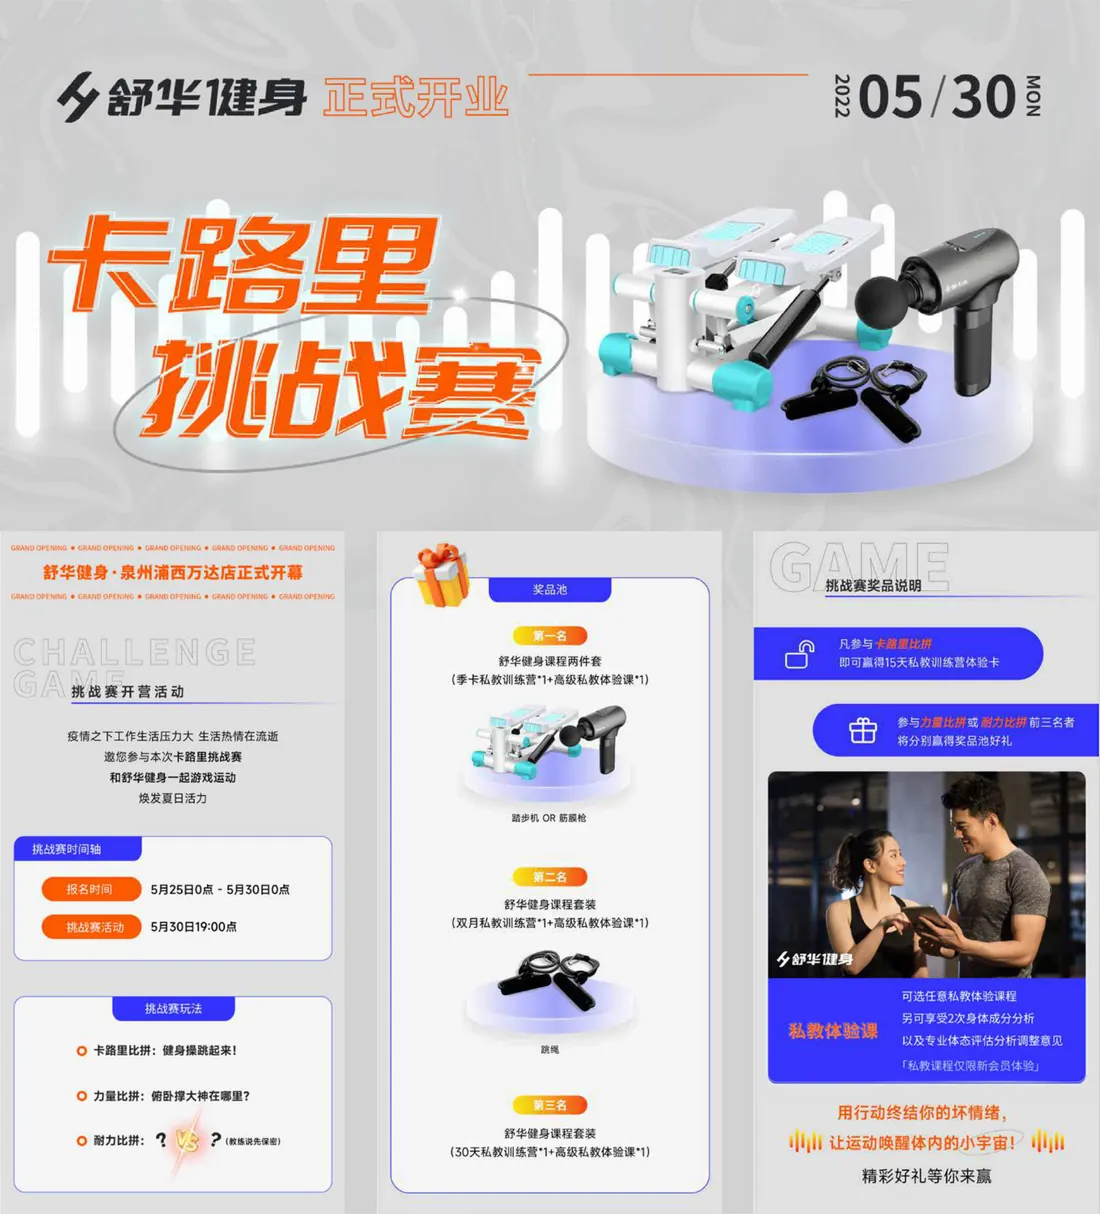 舒华健身 正式开业
2022 05/30 MON
卡路里
挑战赛
GRAND OPENING ● GRAND OPENING ● GRAND OPENING ● GRAND OPENING ● GRAND OPENING
舒华健身·泉州浦西万达店正式开幕
GRAND OPENING ● GRAND OPENING ● GRAND OPENING ● GRAND OPENING ● GRAND OPENING
CHALLENGE
GAME
挑战赛开营活动
疫情之下工作生活压力大 生活热情在流逝
邀您参与本次卡路里挑战赛
和舒华健身一起游戏运动
焕发夏日活力
挑战赛时间轴
报名时间 5月25日0点 - 5月30日0点
挑战赛活动 5月30日19:00点
挑战赛玩法
卡路里比拼：健身操跳起来！
力量比拼：俯卧撑大神在哪里？
耐力比拼： ? VS ? (教练说先保密)
奖品池
第一名
舒华健身课程两件套
（季卡私教训练营*1+高级私教体验课*1）
踏步机 OR 筋膜枪
第二名
舒华健身课程套装
（双月私教训练营*1+高级私教体验课*1）
跳绳
第三名
舒华健身课程套装
（30天私教训练营*1+高级私教体验课*1）
GAME
挑战赛奖品说明
凡参与卡路里比拼
即可赢得15天私教训练营体验卡
参与力量比拼或 耐力比拼 前三名者
将分别赢得奖品池好礼
舒华健身
私教体验课
可选任意私教体验课程
另可享受2次身体成分分析
以及专业体态评估分析调整意见
「私教课程仅限新会员体验」
用行动终结你的坏情绪，
让运动唤醒体内的小宇宙！
精彩好礼等你来赢